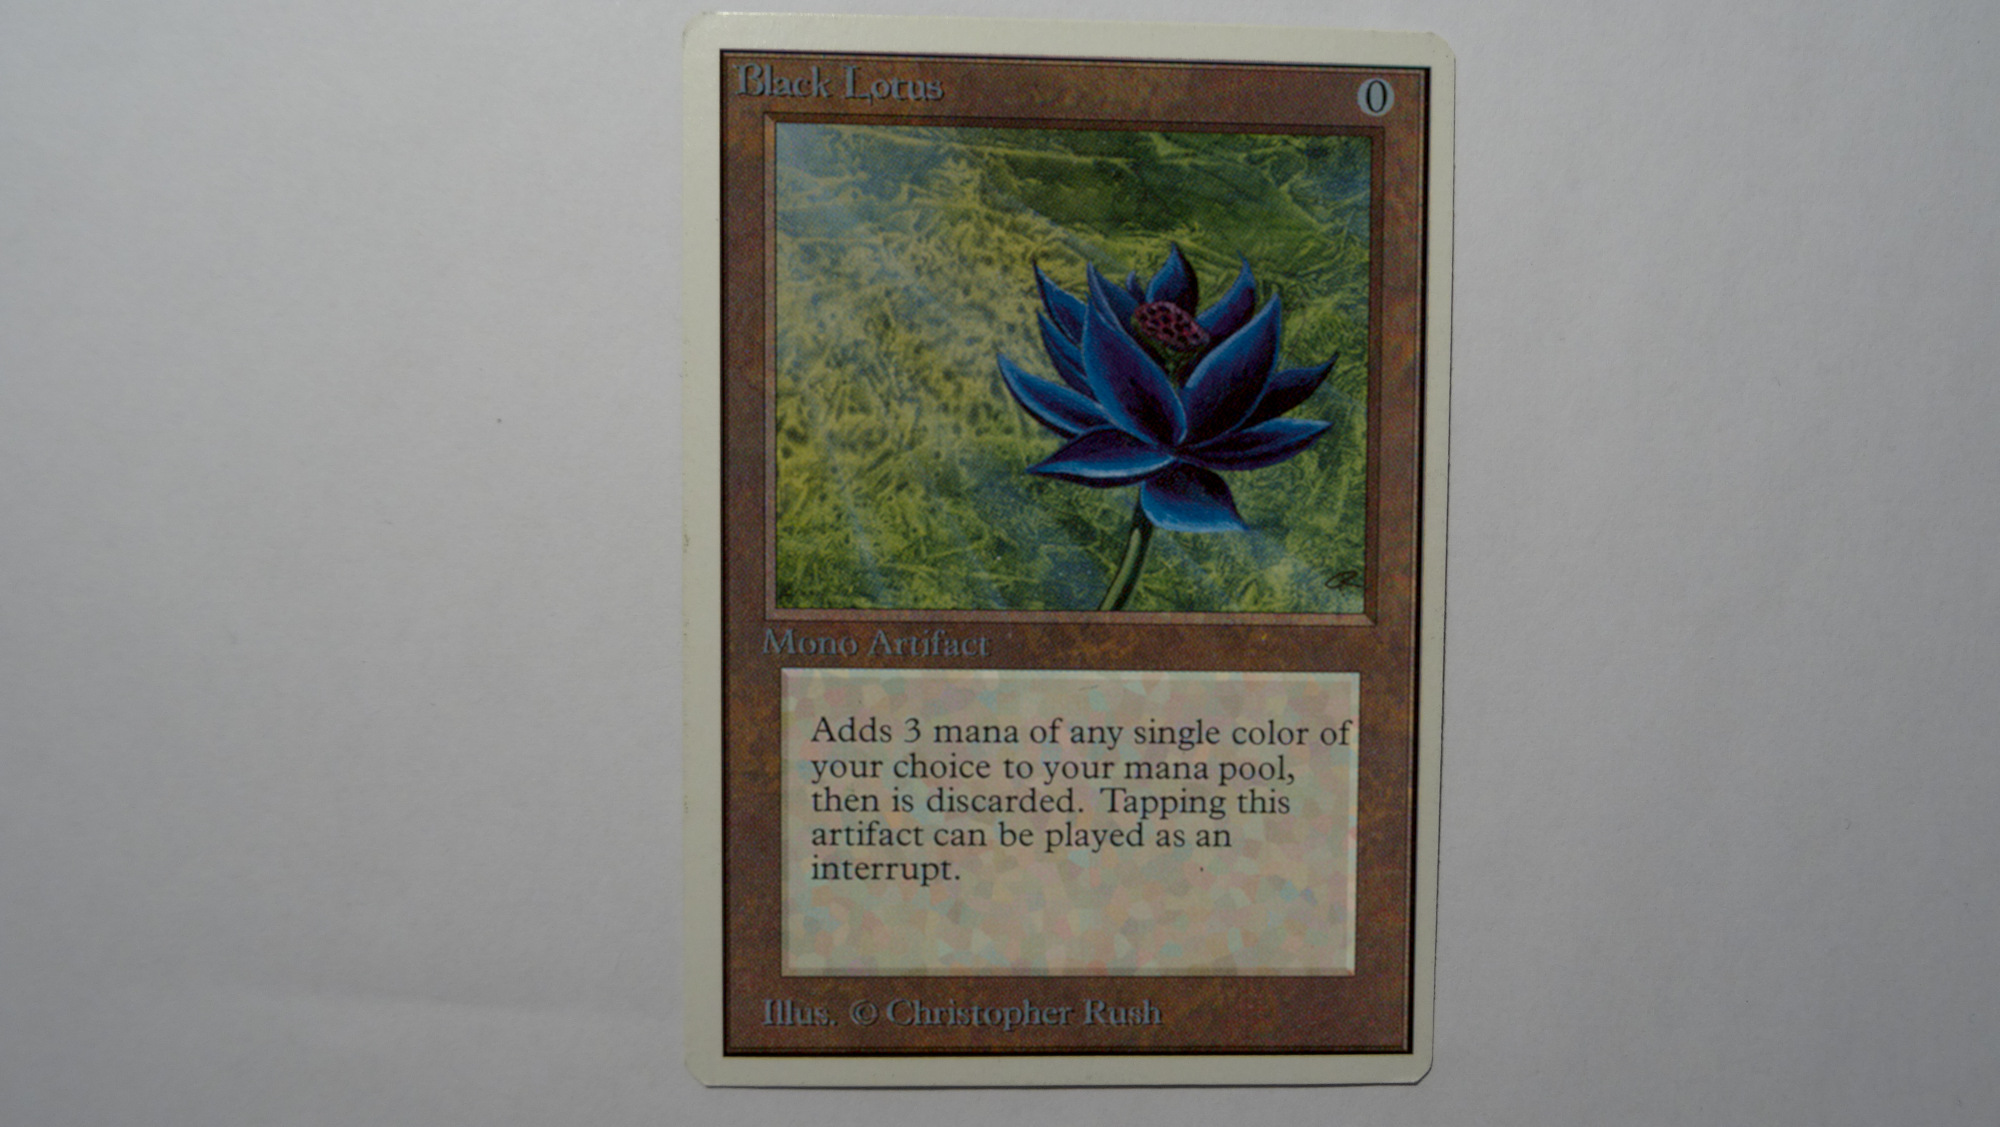 Black Lotus
0
Mono Artifact
Adds 3 mana of any single color of
your choice to your mana pool,
then is discarded. Tapping this
artifact can be played as an
interrupt.
Illus. © Christopher Rush